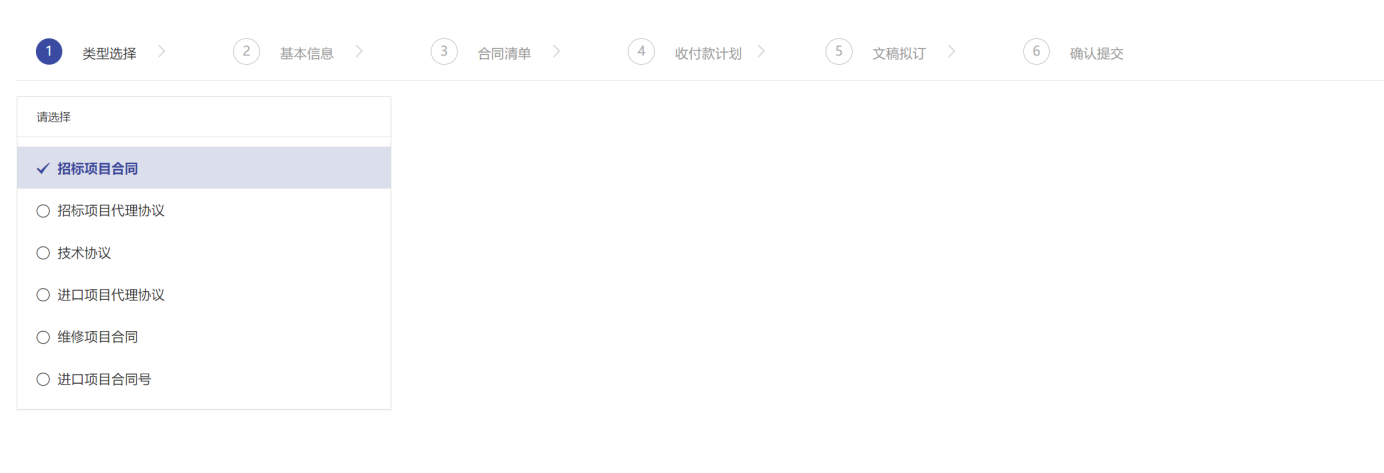 1 类型选择 2 基本信息 3 合同清单 4 收付款计划 5 文稿拟订 6 确认提交
请选择
招标项目合同
招标项目代理协议
技术协议
进口项目代理协议
维修项目合同
进口项目合同号